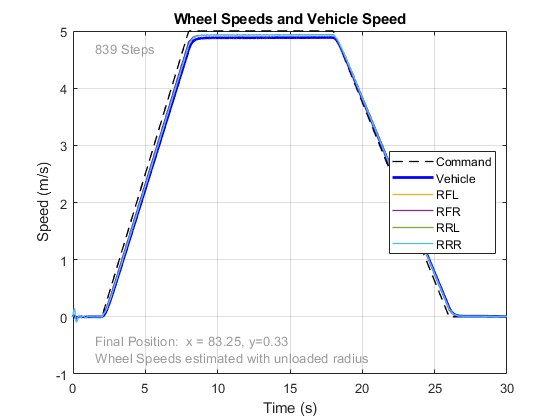 Wheel Speeds and Vehicle Speed
5
839 Steps
4
3
Command
Vehicle
RFL
RFR
RRL
RRR
2
1
0
Final Position: x = 83.25, y=0.33
Wheel Speeds estimated with unloaded radius
-1
Speed (m/s)
0 5 10 15 20 25 30
Time (s)